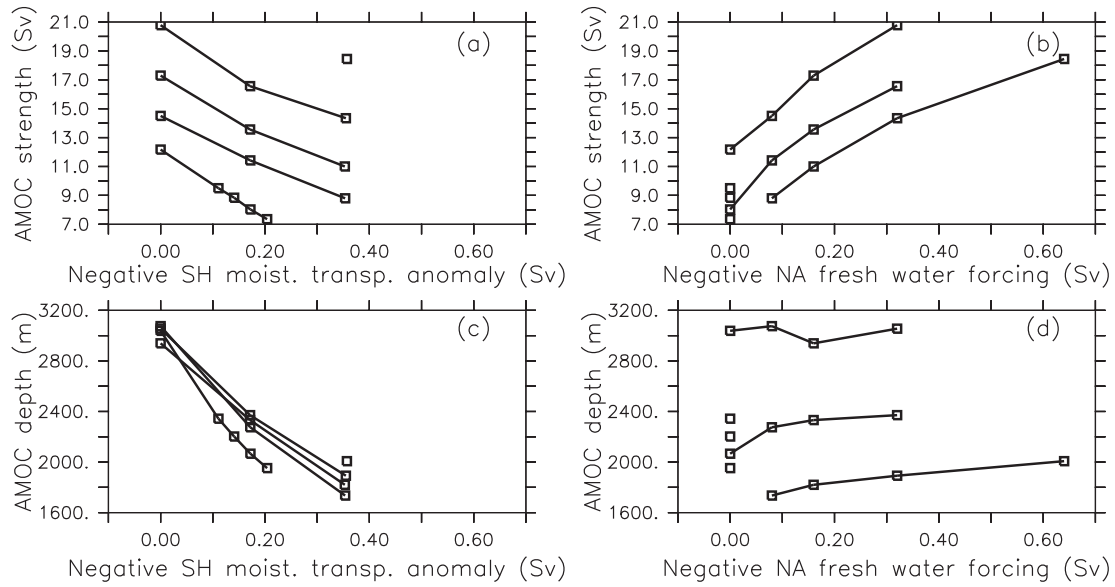 21.0
19.0
17.0
15.0
13.0
11.0
9.0
7.0
AMOC strength (Sv)
(a)
0.00 0.20 0.40 0.60
Negative SH moist. transp. anomaly (Sv)
21.0
19.0
17.0
15.0
13.0
11.0
9.0
7.0
AMOC strength (Sv)
(b)
0.00 0.20 0.40 0.60
Negative NA fresh water forcing (Sv)
3200.
2800.
2400.
2000.
1600.
AMOC depth (m)
(c)
0.00 0.20 0.40 0.60
Negative SH moist. transp. anomaly (Sv)
3200.
2800.
2400.
2000.
1600.
AMOC depth (m)
(d)
0.00 0.20 0.40 0.60
Negative NA fresh water forcing (Sv)